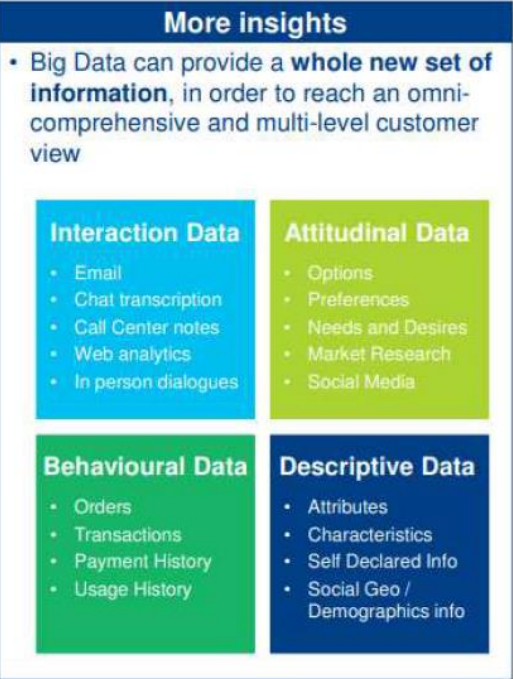 More insights
• Big Data can provide a whole new set of
information, in order to reach an omni-
comprehensive and multi-level customer
view
Interaction Data
• Email
• Chat transcription
• Call Center notes
• Web analytics
• In person dialogues
Attitudinal Data
• Options
• Preferences
• Needs and Desires
• Market Research
• Social Media
Behavioural Data
• Orders
• Transactions
• Payment History
• Usage History
Descriptive Data
• Attributes
• Characteristics
• Self Declared Info
• Social Geo /
Demographics info